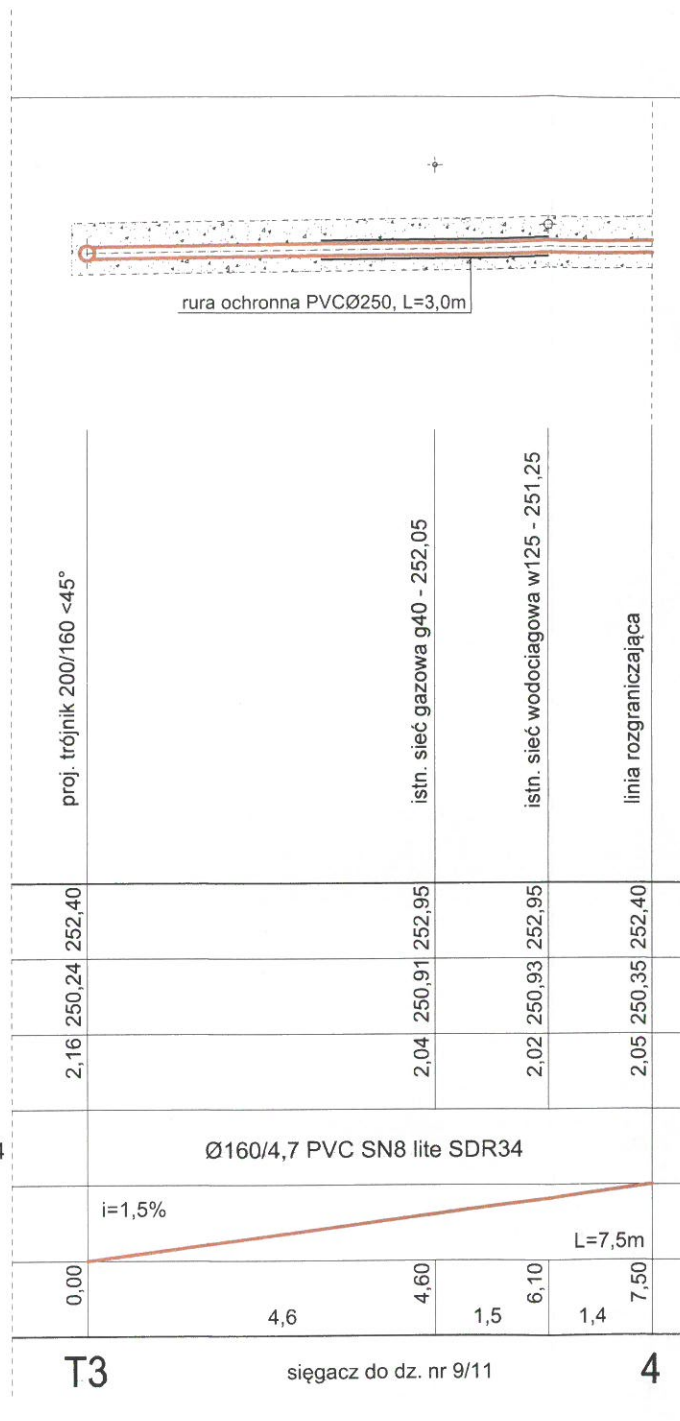 rura ochronna PVCØ250, L=3,0m
proj. trójnik 200/160 <45°
istn. sieć gazowa g40 - 252,05
istn. sieć wodociagowa w125 - 251,25
linia rozgraniczająca
252,40 252,95 252,95 252,40
250,24 250,91 250,93 250,35
2,16 2,04 2,02 2,05
4 Ø160/4,7 PVC SN8 lite SDR34
i=1,5%
L=7,5m
0,00 4,60 6,10 7,50
4,6 1,5 1,4
T3 sięgacz do dz. nr 9/11 4